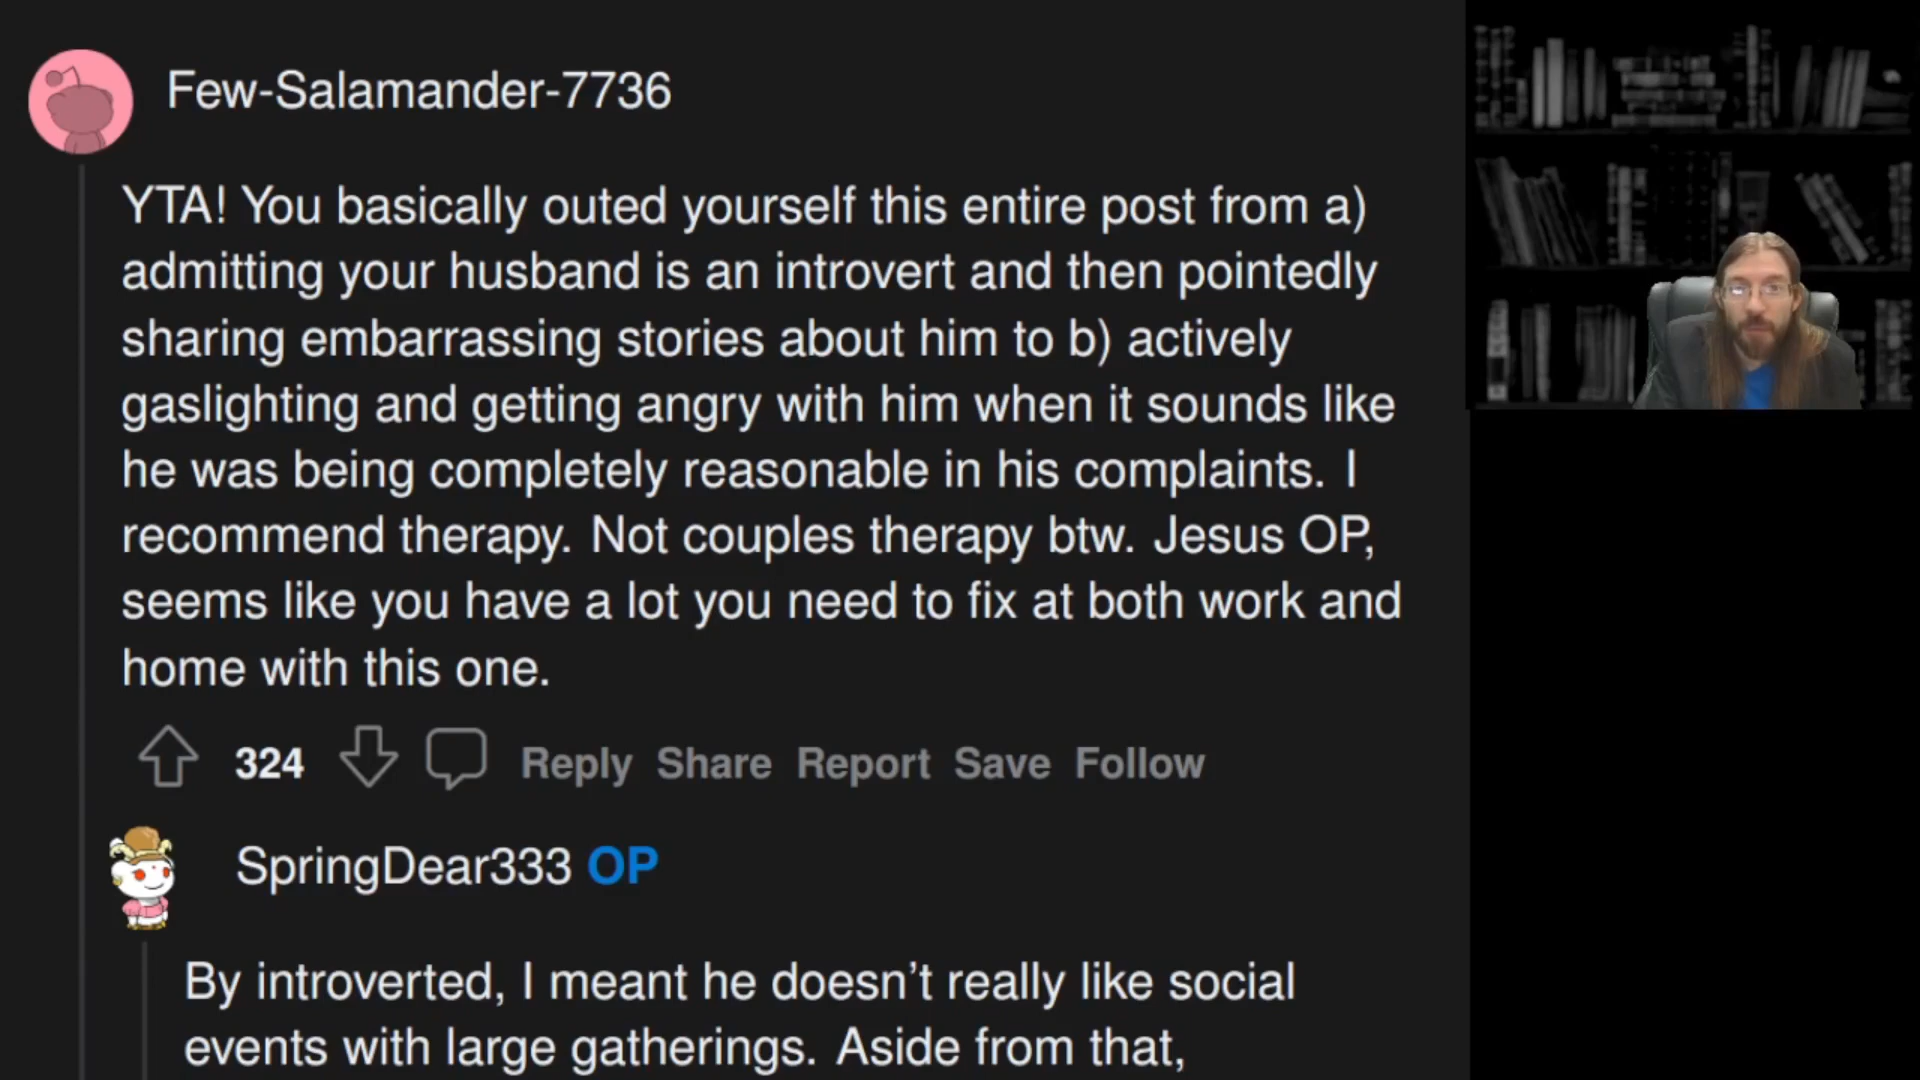 Few-Salamander-7736
YTA! You basically outed yourself this entire post from a)
admitting your husband is an introvert and then pointedly
sharing embarrassing stories about him to b) actively
gaslighting and getting angry with him when it sounds like
he was being completely reasonable in his complaints. I
recommend therapy. Not couples therapy btw. Jesus OP,
seems like you have a lot you need to fix at both work and
home with this one.
324 Reply Share Report Save Follow
SpringDear333 OP
By introverted, I meant he doesn’t really like social
events with large gatherings. Aside from that,